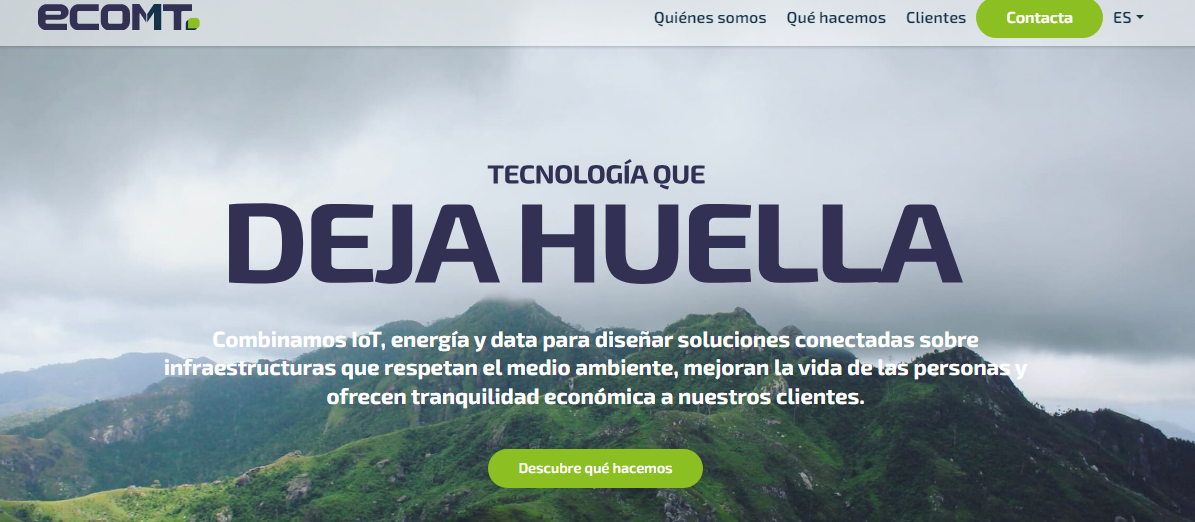 ecomt
Quiénes somos Qué hacemos Clientes Contacta ES
TECNOLOGÍA QUE
DEJA HUELLA
Combinamos IoT, energía y data para diseñar soluciones conectadas sobre
infraestructuras que respetan el medio ambiente, mejoran la vida de las personas y
ofrecen tranquilidad económica a nuestros clientes.
Descubre qué hacemos